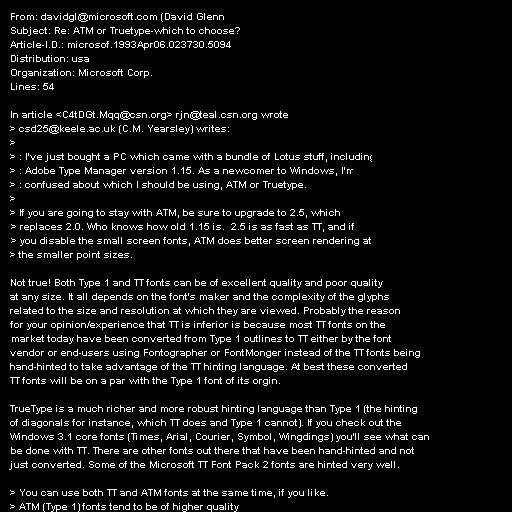 From: davidgl@microsoft.com (David Glenn
Subject: Re: ATM or Truetype-which to choose?
Article-I.D.: microsof.1993Apr06.023730.5094
Distribution: usa
Organization: Microsoft Corp.
Lines: 54

In article <C4tDGt.Mqq@csn.org> rjn@teal.csn.org wrote
> csd25@keele.ac.uk (C.M. Yearsley) writes:
>
> : I've just bought a PC which came with a bundle of Lotus stuff, including
> : Adobe Type Manager version 1.15. As a newcomer to Windows, I'm
> : confused about which I should be using, ATM or Truetype.
>
> If you are going to stay with ATM, be sure to upgrade to 2.5, which
> replaces 2.0. Who knows how old 1.15 is.  2.5 is as fast as TT, and if
> you disable the small screen fonts, ATM does better screen rendering at
> the smaller point sizes.

Not true! Both Type 1 and TT fonts can be of excellent quality and poor quality
at any size. It all depends on the font's maker and the complexity of the glyphs
related to the size and resolution at which they are viewed. Probably the reason
for your opinion/experience that TT is inferior is because most TT fonts on the
market today have been converted from Type 1 outlines to TT either by the font
vendor or end-users using Fontographer or FontMonger instead of the TT fonts being
hand-hinted to take advantage of the TT hinting language. At best these converted
TT fonts will be on a par with the Type 1 font of its orgin.

TrueType is a much richer and more robust hinting language than Type 1 (the hinting
of diagonals for instance, which TT does and Type 1 cannot). If you check out the
Windows 3.1 core fonts (Times, Arial, Courier, Symbol, Wingdings) you'll see what can
be done with TT. There are other fonts out there that have been hand-hinted and not
just converted. Some of the Microsoft TT Font Pack 2 fonts are hinted very well.

> You can use both TT and ATM fonts at the same time, if you like.
> ATM (Type 1) fonts tend to be of higher quality